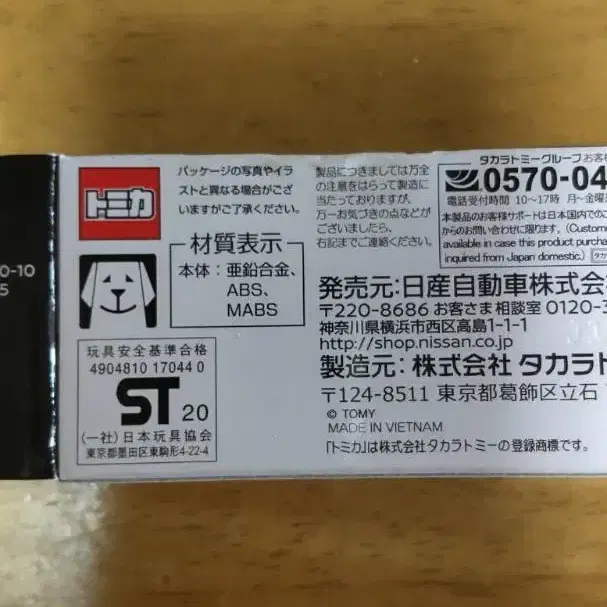 トミカ
パッケージの写真やイラ
ストと異なる場合がござ
いますがご了承ください。
材質表示
本体：亜鉛合金、
ABS、
MABS
0-10
5
玩具安全基準合格
4904810 17044 0
ST 20
(一社)日本玩具協会
東京都墨田区東駒形4-22-4
製品につきましては万全
の注意をはらって製造に
当たっておりますが、
万一お気づきの点などが
ございましたら、
右記までご連絡ください。
タカラトミーグループお客
0570-04
電話受付時間 10～17時 月～金曜
本製品のお客様サポートは日本国内での
からのお問い合わせに限ります。(Custome
available in case this product purcha
inquired from Japan domestic.) タカ
発売元：日産自動車株式会
〒220-8686 お客さま相談室 0120-3
神奈川県横浜市西区高島1-1-1
http://shop.nissan.co.jp
製造元：株式会社 タカラト
〒124-8511 東京都葛飾区立石
© TOMY
MADE IN VIETNAM
「トミカ」は株式会社タカラトミーの登録商標です。